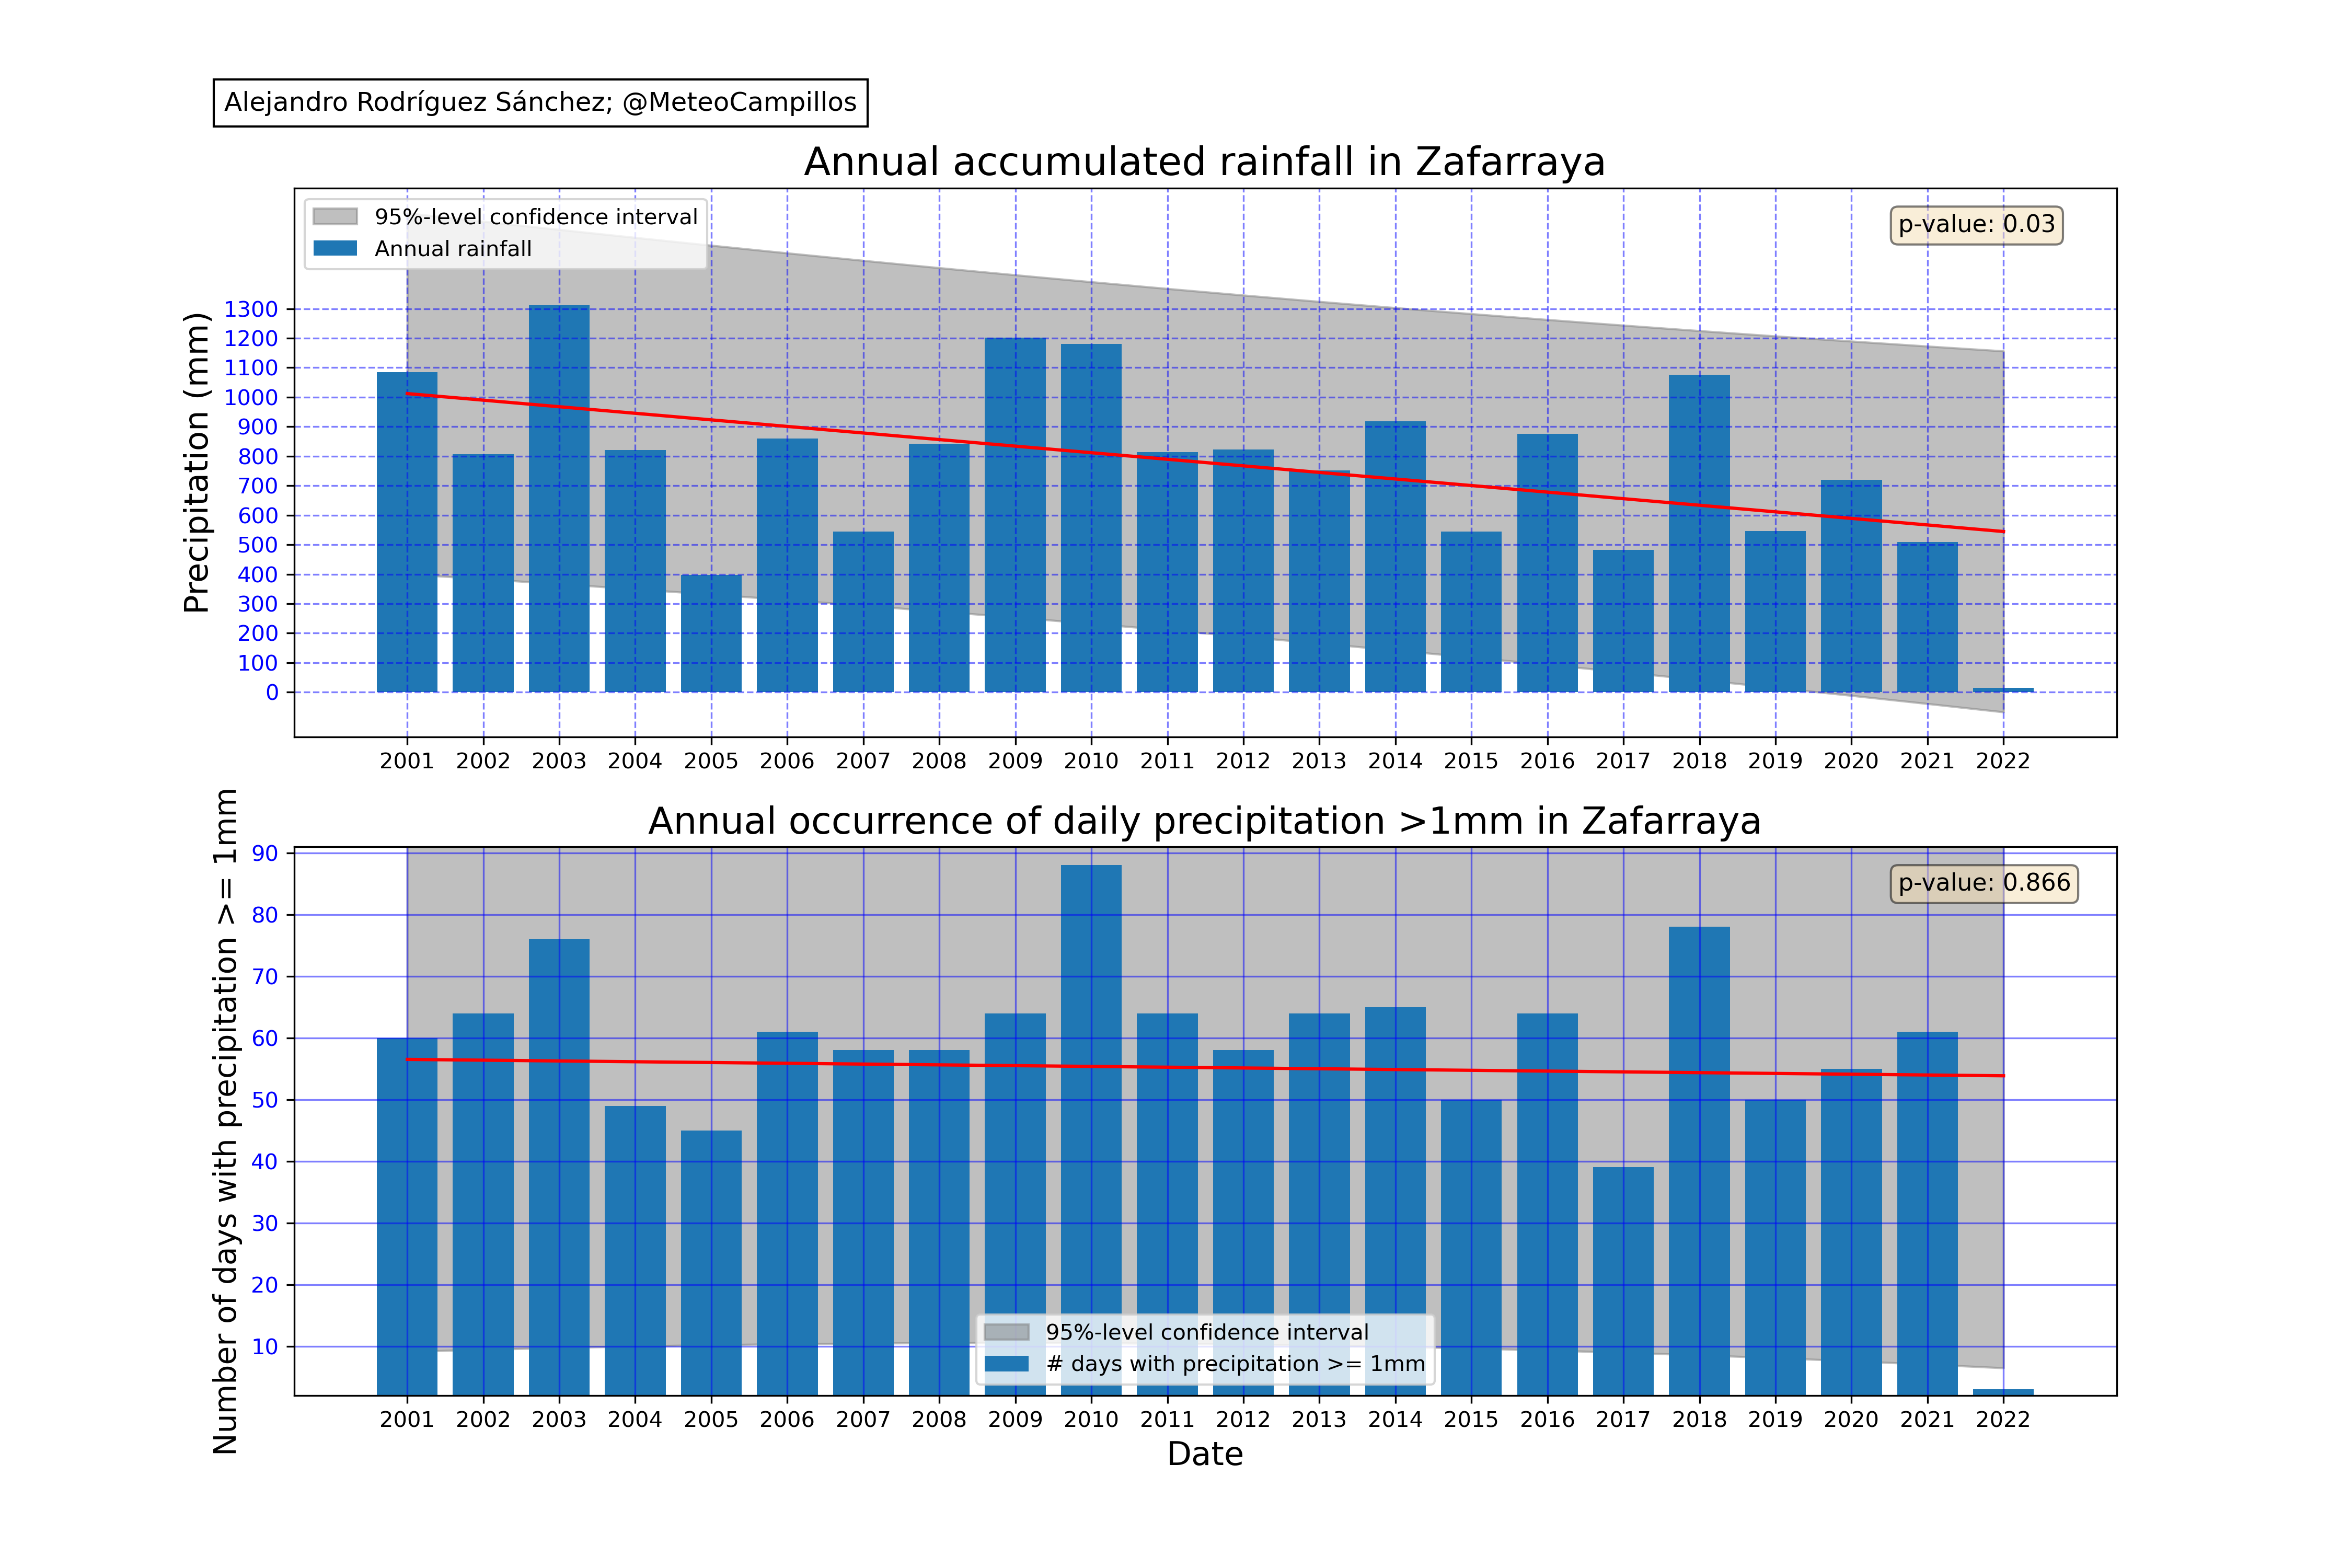 Alejandro Rodríguez Sánchez; @MeteoCampillos
Annual accumulated rainfall in Zafarraya
95%-level confidence interval
Annual rainfall
p-value: 0.03
Precipitation (mm)
1300
1200
1100
1000
900
800
700
600
500
400
300
200
100
0
2001 2002 2003 2004 2005 2006 2007 2008 2009 2010 2011 2012 2013 2014 2015 2016 2017 2018 2019 2020 2021 2022
Annual occurrence of daily precipitation >1mm in Zafarraya
p-value: 0.866
Number of days with precipitation >= 1mm
90
80
70
60
50
40
30
20
10
95%-level confidence interval
# days with precipitation >= 1mm
2001 2002 2003 2004 2005 2006 2007 2008 2009 2010 2011 2012 2013 2014 2015 2016 2017 2018 2019 2020 2021 2022
Date